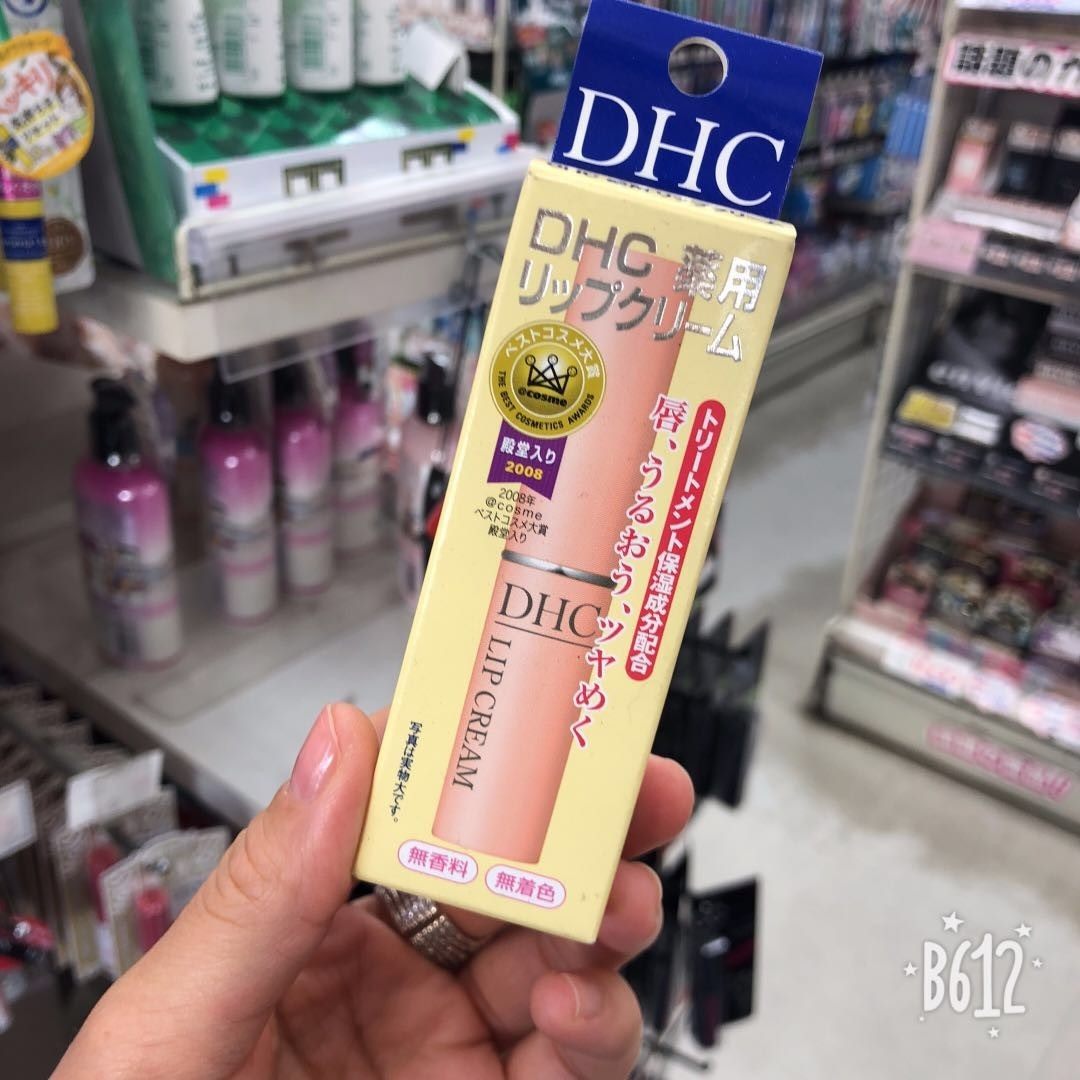 DHC
DHC 薬用
リップクリーム
ベストコスメ大賞
@cosme
THE BEST COSMETICS AWARDS
殿堂入り
2008
2008年
@cosme
ベストコスメ大賞
殿堂入り
トリートメント保湿成分配合
唇、うるおう、ツヤめく
DHC
LIP CREAM
写真は実物大です。
無香料
無着色
話題の
B612